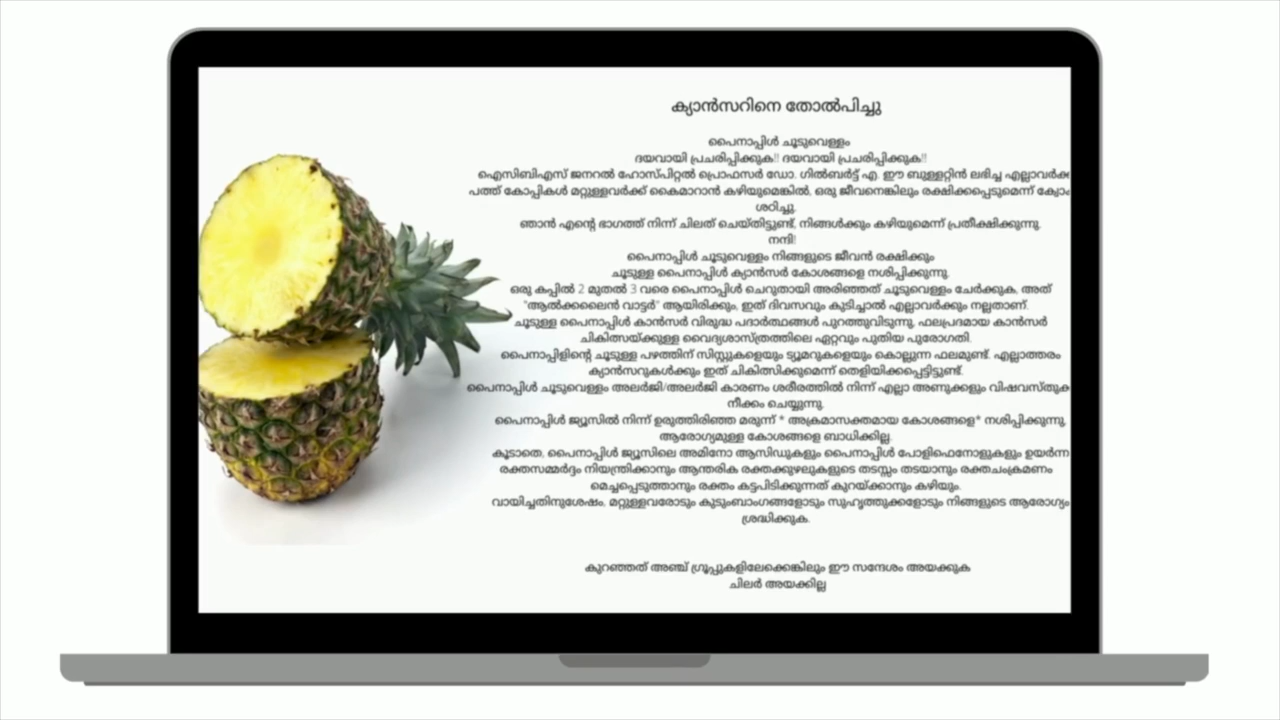 ക്യാൻസറിനെ തോൽപിച്ചു
പൈനാപ്പിൾ ചൂടുവെള്ളം
ദയവായി പ്രചരിപ്പിക്കുക!! ദയവായി പ്രചരിപ്പിക്കുക!!
ഐസിബിഎസ് ജനറൽ ഹോസ്പിറ്റൽ പ്രൊഫസർ ഡോ. ഗിൽബർട്ട് എ. ഈ ബുള്ളറ്റിൻ ലഭിച്ച
പത്ത് കോപ്പികൾ മറ്റുള്ളവർക്ക് കൈമാറാൻ കഴിയുമെങ്കിൽ, ഒരു ജീവനെങ്കിലും രക്ഷിക്കപ്പെടുമെന്ന്
ശഠിച്ചു.
ഞാൻ എന്റെ ഭാഗത്ത് നിന്ന് ചിലത് ചെയ്തിട്ടുണ്ട്, നിങ്ങൾക്കും കഴിയുമെന്ന് പ്രതീക്ഷിക്കുന്നു.
നന്ദി!
പൈനാപ്പിൾ ചൂടുവെള്ളം നിങ്ങളുടെ ജീവൻ രക്ഷിക്കും
ചൂടുള്ള പൈനാപ്പിൾ ക്യാൻസർ കോശങ്ങളെ നശിപ്പിക്കുന്നു.
ഒരു കപ്പിൽ 2 മുതൽ 3 വരെ പൈനാപ്പിൾ ചെറുതായി അരിഞ്ഞത് ചൂടുവെള്ളം ചേർക്കുക, അത്
"ആൽക്കലൈൻ വാട്ടർ" ആയിരിക്കും, ഇത് ദിവസവും കുടിച്ചാൽ എല്ലാവർക്കും നല്ലതാണ്.
ചൂടുള്ള പൈനാപ്പിൾ കാൻസർ വിരുദ്ധ പദാർത്ഥങ്ങൾ പുറത്തുവിടുന്നു, ഫലപ്രദമായ കാൻസർ
ചികിത്സയ്ക്കുള്ള വൈദ്യശാസ്ത്രത്തിലെ ഏറ്റവും പുതിയ പുരോഗതി.
പൈനാപ്പിളിന്റെ ചൂടുള്ള പഴത്തിന് സിസ്റ്റുകളെയും ട്യൂമറുകളെയും കൊല്ലുന്ന ഫലമുണ്ട്. എല്ലാത്തരം
ക്യാൻസറുകൾക്കും ഇത് ചികിത്സിക്കുമെന്ന് തെളിയിക്കപ്പെട്ടിട്ടുണ്ട്.
പൈനാപ്പിൾ ചൂടുവെള്ളം അലർജി/അലർജി കാരണം ശരീരത്തിൽ നിന്ന് എല്ലാ അണുക്കളും
നീക്കം ചെയ്യുന്നു.
പൈനാപ്പിൾ ജ്യൂസിൽ നിന്ന് ഉരുത്തിരിഞ്ഞ മരുന്ന് * അക്രമാസക്തമായ കോശങ്ങളെ* നശിപ്പിക്കുന്നു,
ആരോഗ്യമുള്ള കോശങ്ങളെ ബാധിക്കില്ല.
കൂടാതെ, പൈനാപ്പിൾ ജ്യൂസിലെ അമിനോ ആസിഡുകളും പൈനാപ്പിൾ പോളിഫെനോളുകളും
രക്തസമ്മർദ്ദം നിയന്ത്രിക്കാനും ആന്തരിക രക്തക്കുഴലുകളുടെ തടസ്സം തടയാനും രക്തചംക്രമണം
മെച്ചപ്പെടുത്താനും രക്തം കട്ടപിടിക്കുന്നത് കുറയ്ക്കാനും കഴിയും.
വായിച്ചതിനുശേഷം, മറ്റുള്ളവരോടും കുടുംബാംഗങ്ങളോടും സുഹൃത്തുക്കളോടും നിങ്ങളുടെ ആരോഗ്യം
ശ്രദ്ധിക്കുക.
കുറഞ്ഞത് അഞ്ച് ഗ്രൂപ്പുകളിലേക്കെങ്കിലും ഈ സന്ദേശം അയക്കുക
ചിലർ അയക്കില്ല